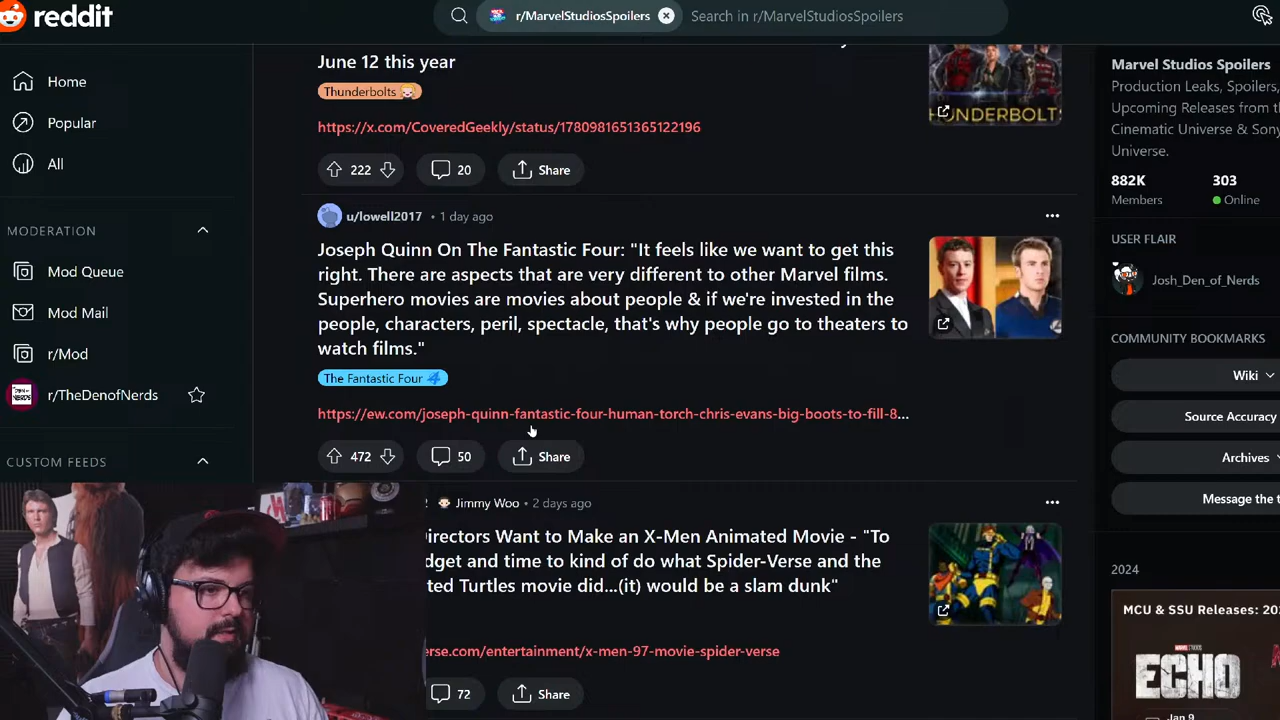 reddit
r/MarvelStudiosSpoilers
Search in r/MarvelStudiosSpoilers
Home
Popular
All
MODERATION
Mod Queue
Mod Mail
r/Mod
r/TheDenofNerds
CUSTOM FEEDS
June 12 this year
Thunderbolts
https://x.com/CoveredGeekly/status/1780981651365122196
222
20
Share
HUNDERBOLT
u/lowell2017 • 1 day ago
Joseph Quinn On The Fantastic Four: "It feels like we want to get this
right. There are aspects that are very different to other Marvel films.
Superhero movies are movies about people & if we're invested in the
people, characters, peril, spectacle, that's why people go to theaters to
watch films."
The Fantastic Four
https://ew.com/joseph-quinn-fantastic-four-human-torch-chris-evans-big-boots-to-fill-8...
472
50
Share
2 Jimmy Woo • 2 days ago
irectors Want to Make an X-Men Animated Movie - "To
dget and time to kind of do what Spider-Verse and the
ted Turtles movie did...(it) would be a slam dunk"
erse.com/entertainment/x-men-97-movie-spider-verse
72
Share
Marvel Studios Spoilers
Production Leaks, Spoilers,
Upcoming Releases from t
Cinematic Universe & Sony
Universe.
882K
Members
303
Online
USER FLAIR
Josh_Den_of_Nerds
COMMUNITY BOOKMARKS
Wiki
Source Accuracy
Archives
Message the t
2024
MCU & SSU Releases: 202
ECHO
Jan 9